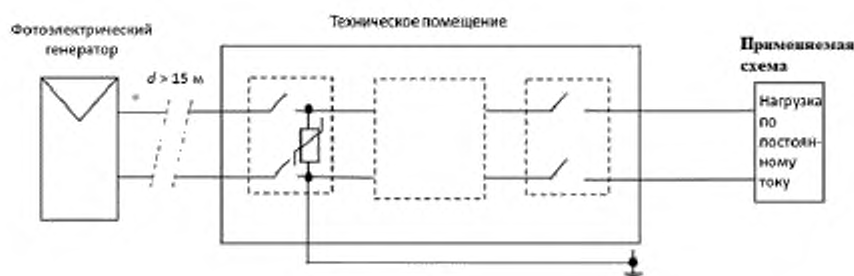 Техническое помещение
Фотоэлектрический
генератор
d > 15 м
Применяемая
схема
Нагрузка
по
постоян-
ному
току